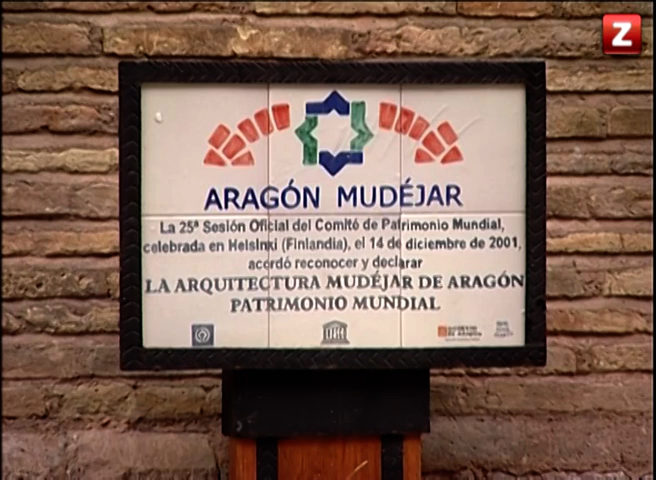 Z
ARAGÓN MUDÉJAR
La 25ª Sesión Oficial del Comité de Patrimonio Mundial,
celebrada en Helsinki (Finlandia), el 14 de diciembre de 2001,
acordó reconocer y declarar
LA ARQUITECTURA MUDÉJAR DE ARAGÓN
PATRIMONIO MUNDIAL